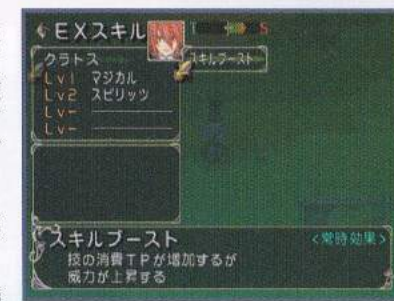 EXスキル
T S
スキルブースト
クラトス
Lv1 マジカル
Lv2 スピリッツ
Lv-
Lv-
スキルブースト <常時効果>
技の消費TPが増加するが
威力が上昇する